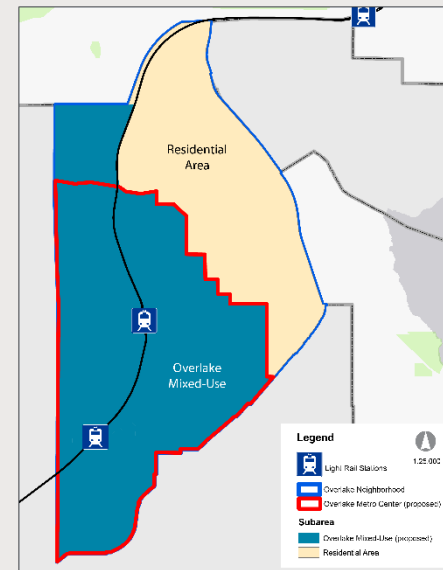 Residential
Area
Overlake
Mixed-Use
Legend
1:25,000
Light Rail Stations
Overlake Neighborhood
Overlake Metro Center (proposed)
Subarea
Overlake Mixed-Use (proposed)
Residential Area